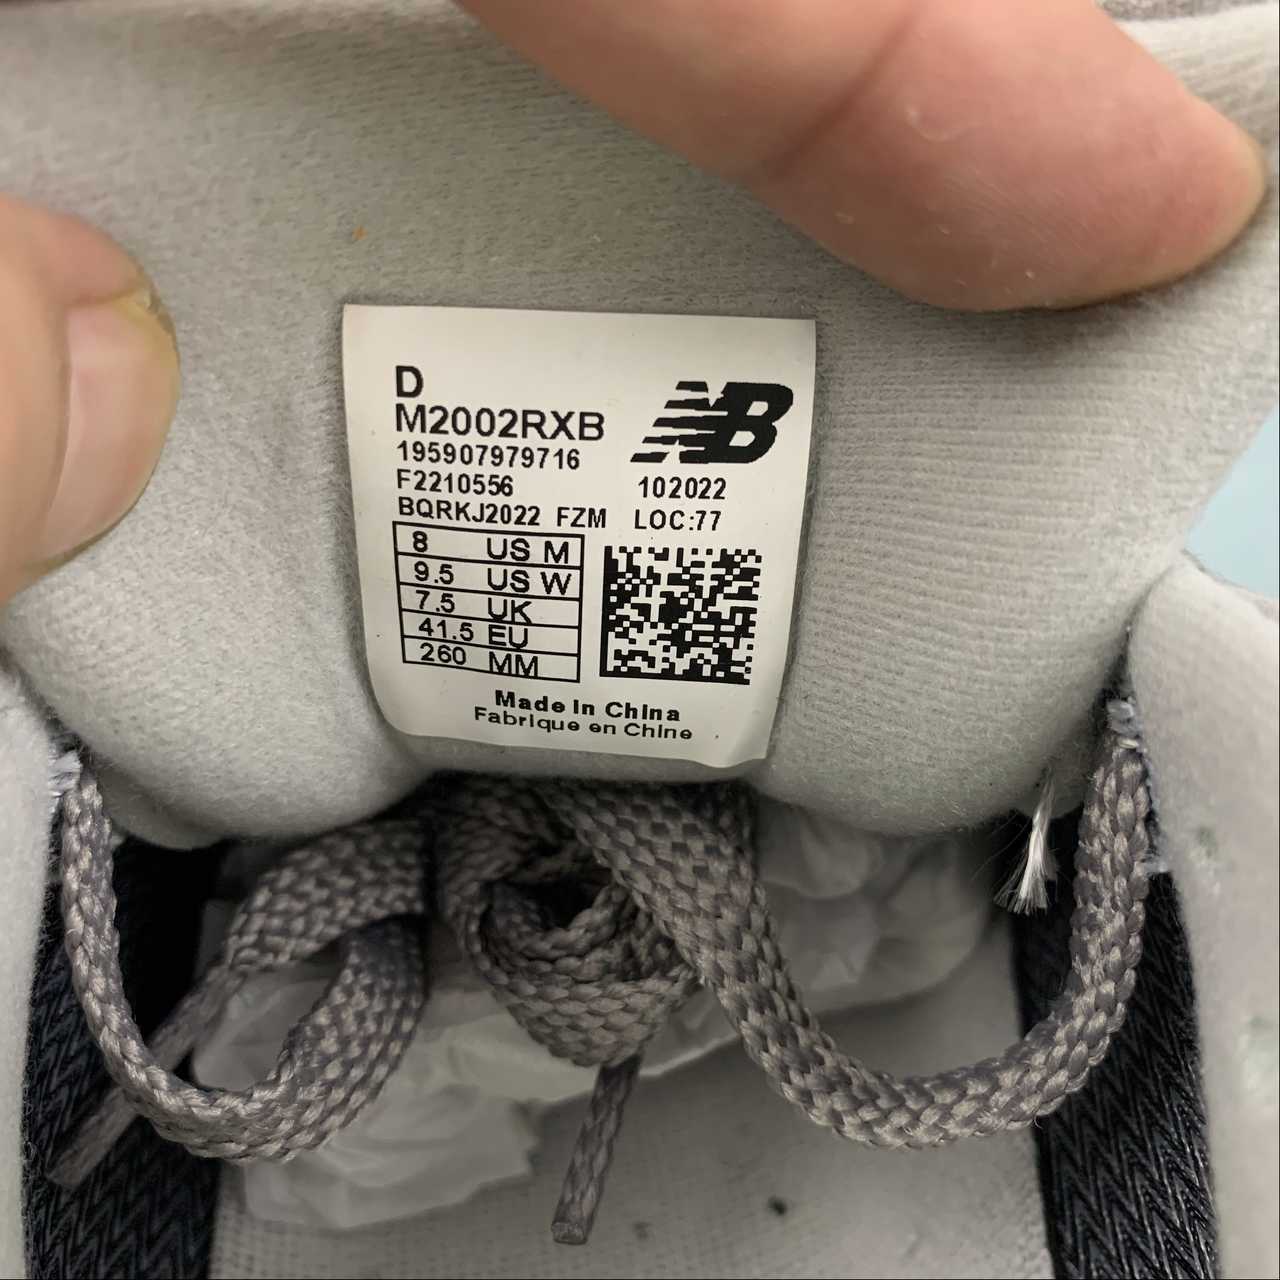 D
M2002RXB
NB
195907979716
F2210556 102022
BQRKJ2022 FZM LOC:77
8 US M
9.5 US W
7.5 UK
41.5 EU
260 MM
Made in China
Fabrique en Chine